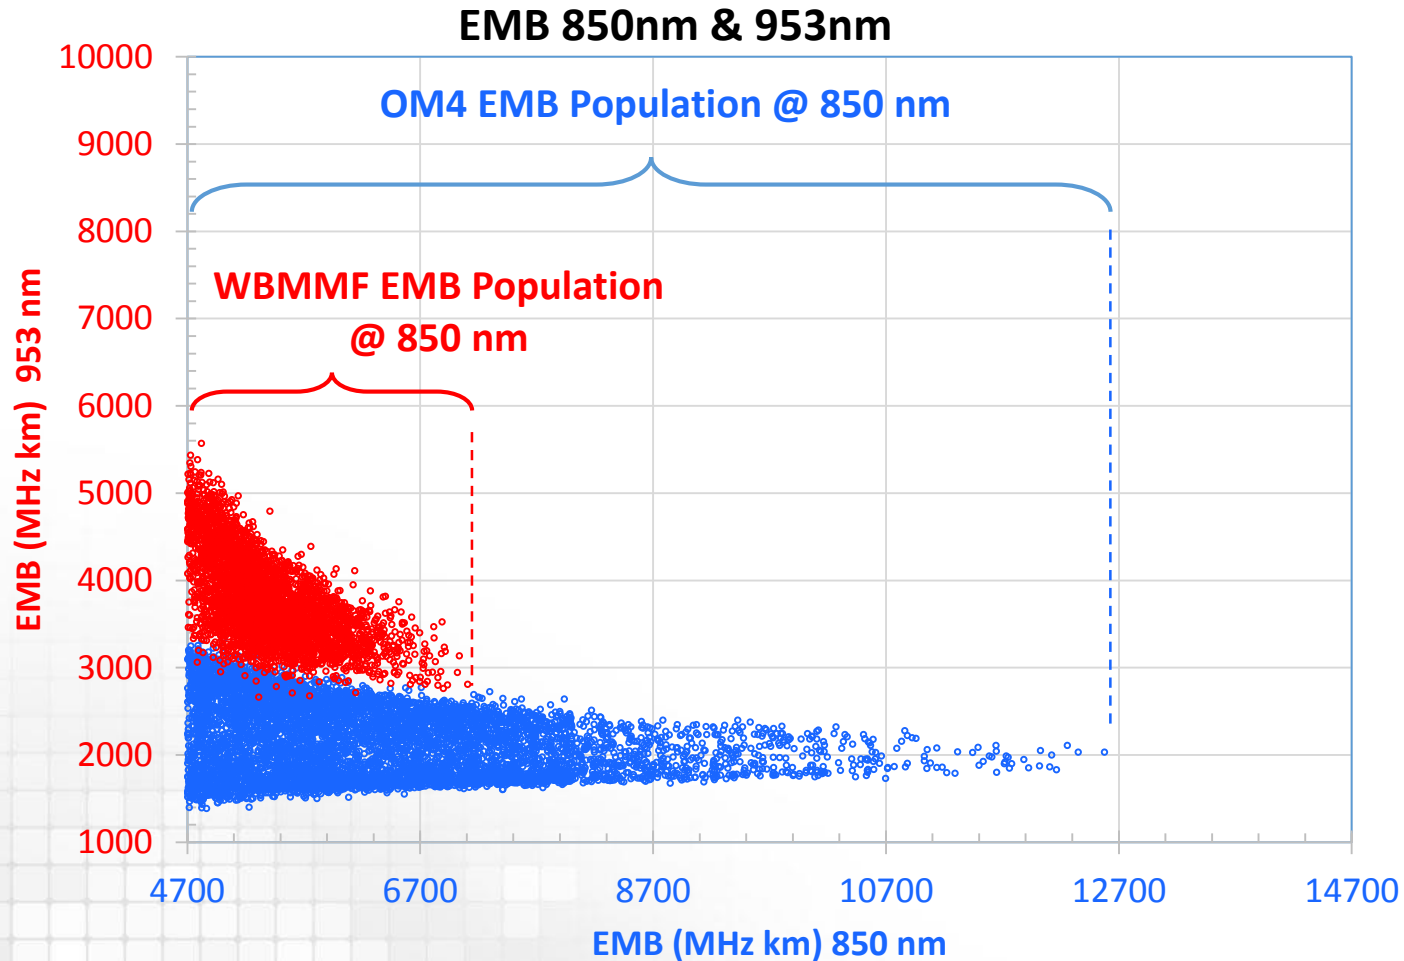 EMB 850nm & 953nm
10000
OM4 EMB Population @ 850 nm
9000
8000
WBMMF EMB Population
@ 850 nm
7000
6000
5000
4000
3000
2000
1000
EMB (MHz km)  953 nm
4700 6700 8700 10700 12700 14700
EMB (MHz km) 850 nm